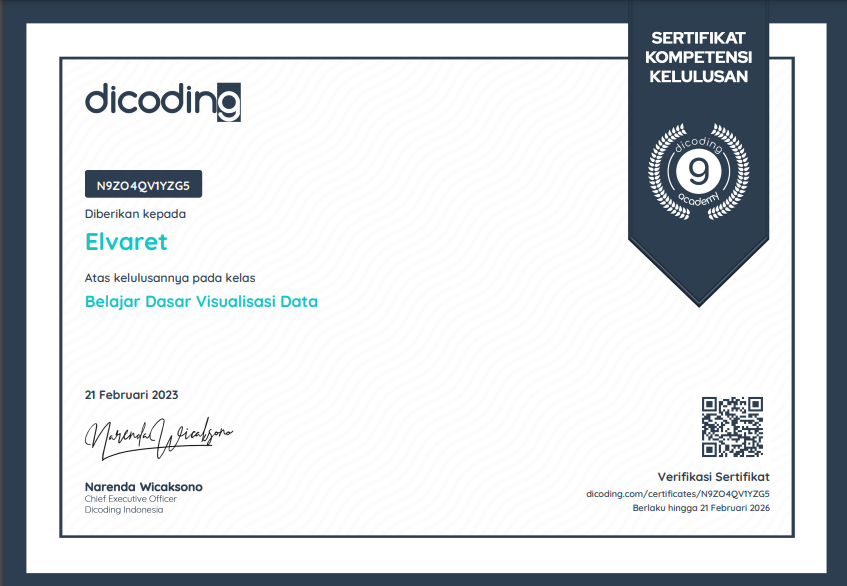 SERTIFIKAT
KOMPETENSI
KELULUSAN
dicoding
dicoding
9
academy
N9ZO4QV1YZG5
Diberikan kepada
Elvaret
Atas kelulusannya pada kelas
Belajar Dasar Visualisasi Data
21 Februari 2023
Narenda Wicaksono
Narenda Wicaksono
Chief Executive Officer
Dicoding Indonesia
Verifikasi Sertifikat
dicoding.com/certificates/N9ZO4QV1YZG5
Berlaku hingga 21 Februari 2026